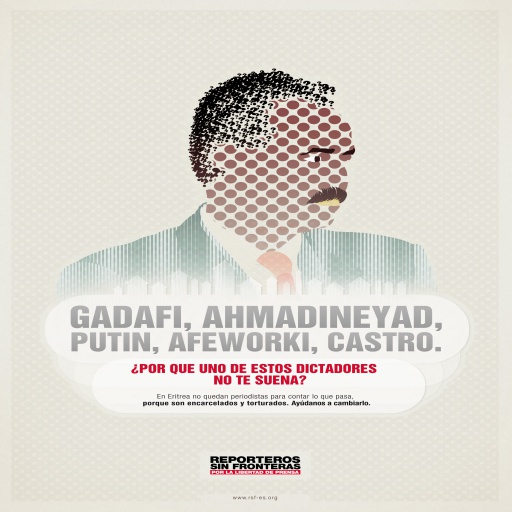 GADAFI, AHMADINEYAD,
PUTIN, AFEWORKI, CASTRO.
¿POR QUE UNO DE ESTOS DICTADORES
NO TE SUENA?
En Eritrea no quedan periodistas para contar lo que pasa,
porque son encarcelados y torturados. Ayúdanos a cambiarlo.
REPORTEROS
SIN FRONTERAS
POR LA LIBERTAD DE PRENSA
www.rsf-es.org